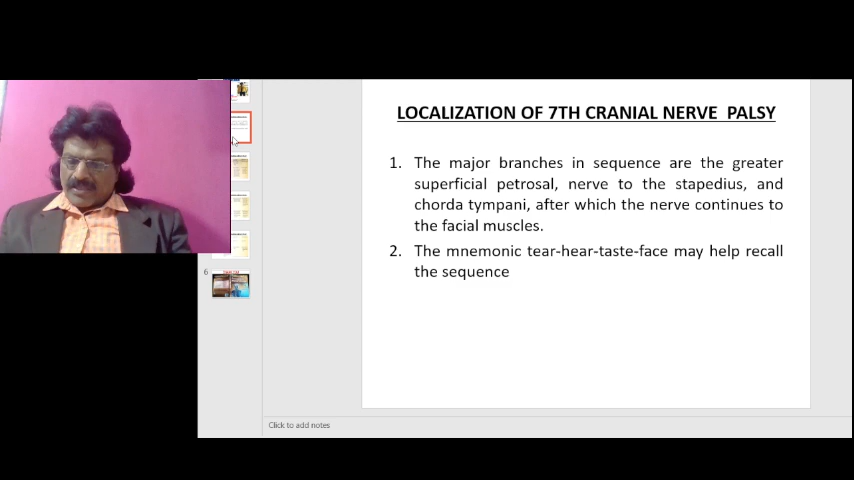 LOCALIZATION OF 7TH CRANIAL NERVE PALSY
1. The major branches in sequence are the greater
superficial petrosal, nerve to the stapedius, and
chorda tympani, after which the nerve continues to
the facial muscles.
2. The mnemonic tear-hear-taste-face may help recall
the sequence
6
Click to add notes